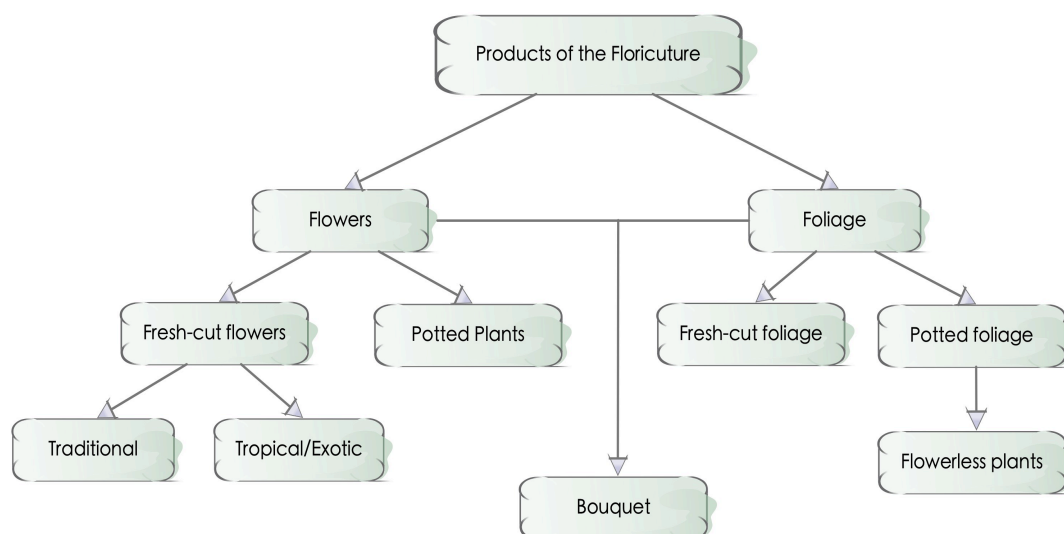 Products of the Floricuture
Flowers
Foliage
Fresh-cut flowers
Potted Plants
Fresh-cut foliage
Potted foliage
Traditional
Tropical/Exotic
Flowerless plants
Bouquet